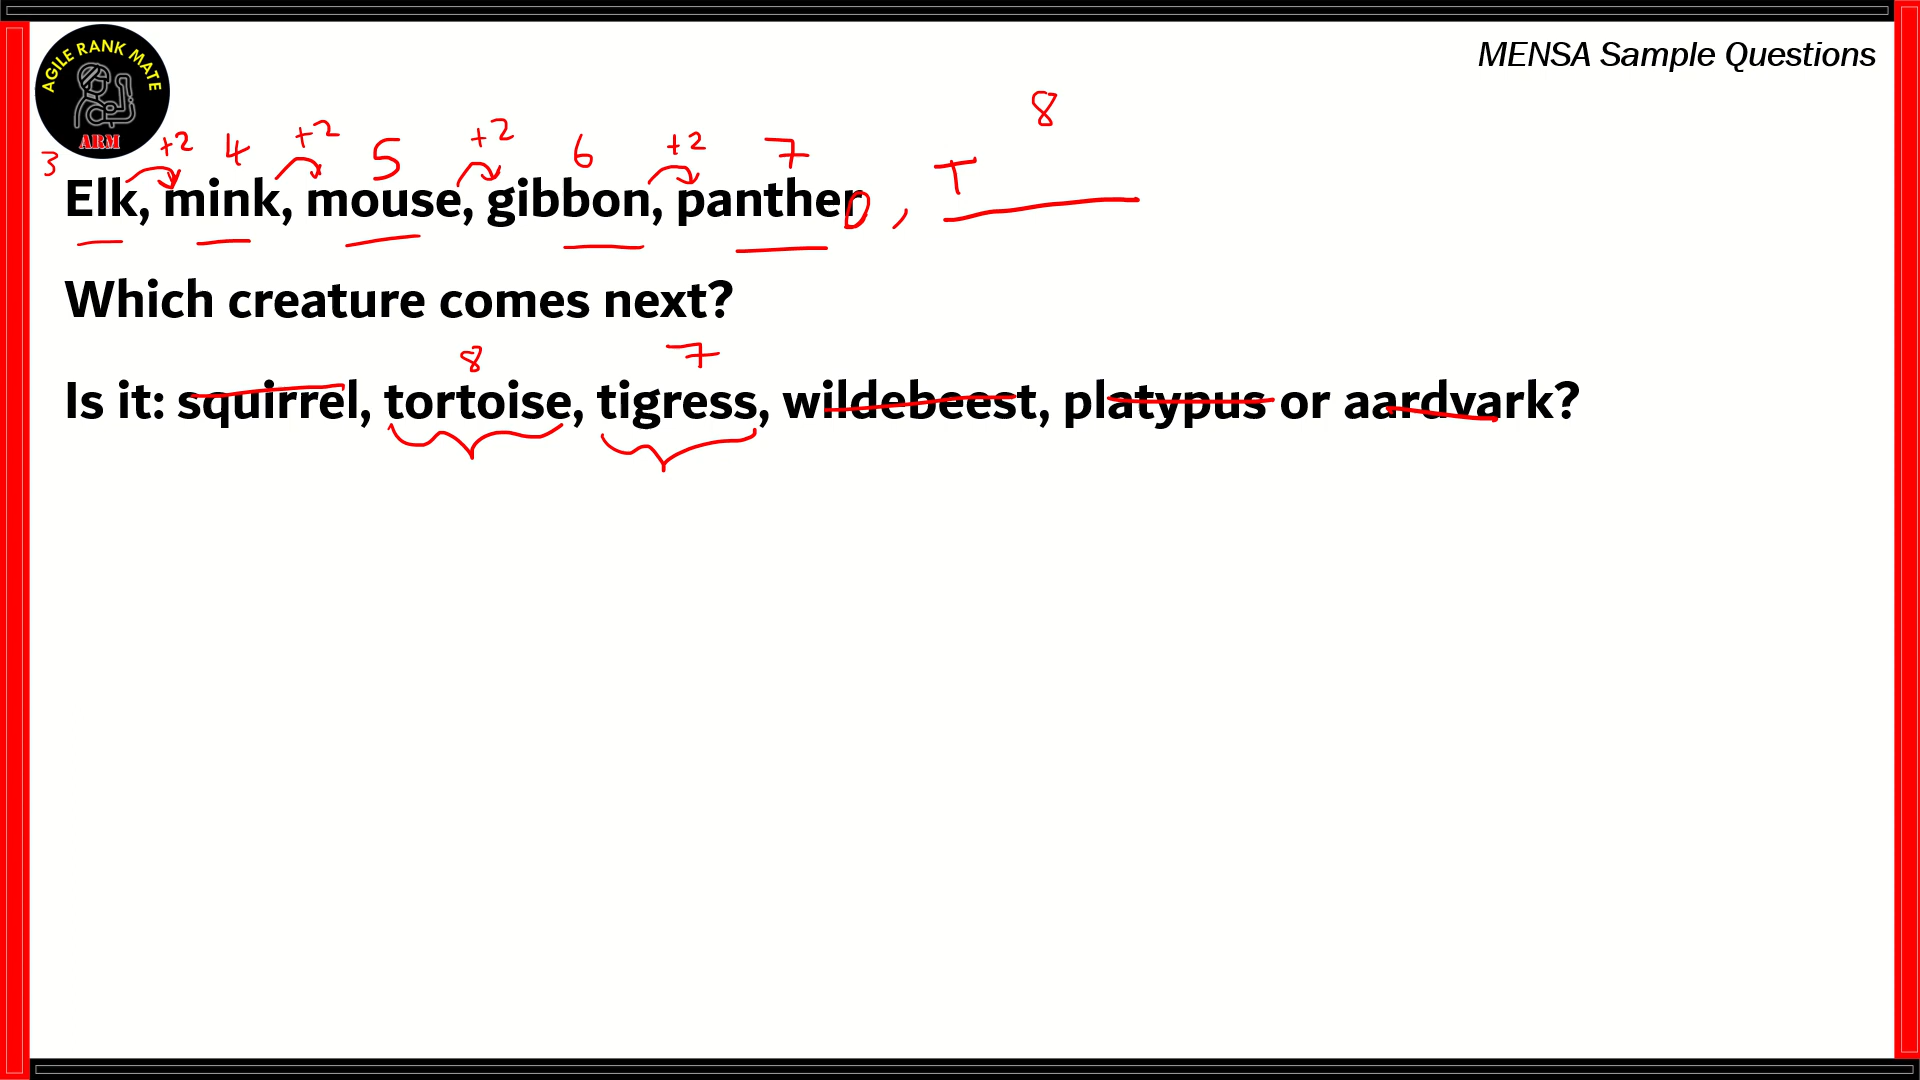 AGILE RANK MATE
ARM
MENSA Sample Questions
8
3 +2 4 +2 5 +2 6 +2 7 T
Elk, mink, mouse, gibbon, panther ,
Which creature comes next?
8 7
Is it: squirrel, tortoise, tigress, wildebeest, platypus or aardvark?